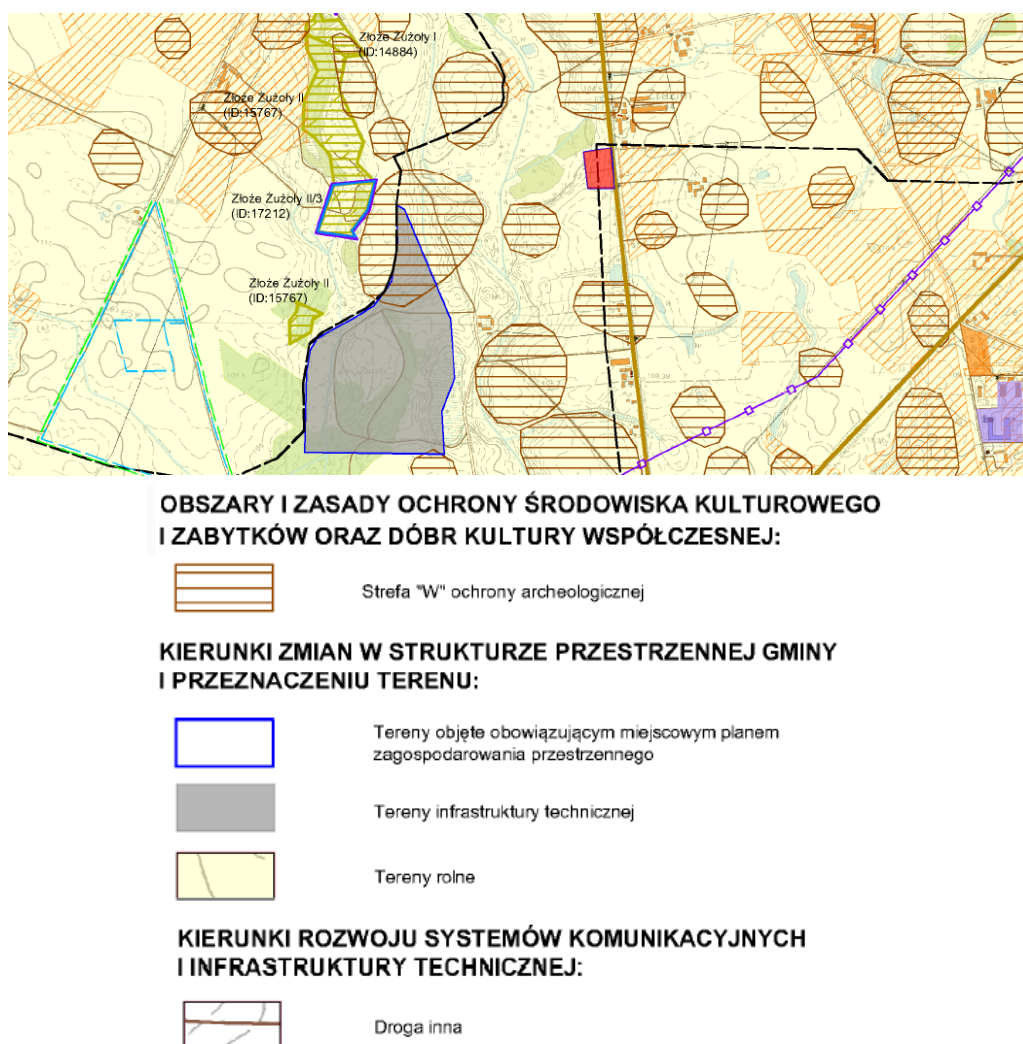 Złoże Żużoły I
(ID:14884)
Złoże Żużoły II
(ID:15767)
Złoże Żużoły II/3
(ID:17212)
Złoże Żużoły II
(ID:15767)
OBSZARY I ZASADY OCHRONY ŚRODOWISKA KULTUROWEGO
I ZABYTKÓW ORAZ DÓBR KULTURY WSPÓŁCZESNEJ:
Strefa "W" ochrony archeologicznej
KIERUNKI ZMIAN W STRUKTURZE PRZESTRZENNEJ GMINY
I PRZEZNACZENIU TERENU:
Tereny objęte obowiązującym miejscowym planem
zagospodarowania przestrzennego
Tereny infrastruktury technicznej
Tereny rolne
KIERUNKI ROZWOJU SYSTEMÓW KOMUNIKACYJNYCH
I INFRASTRUKTURY TECHNICZNEJ:
Droga inna